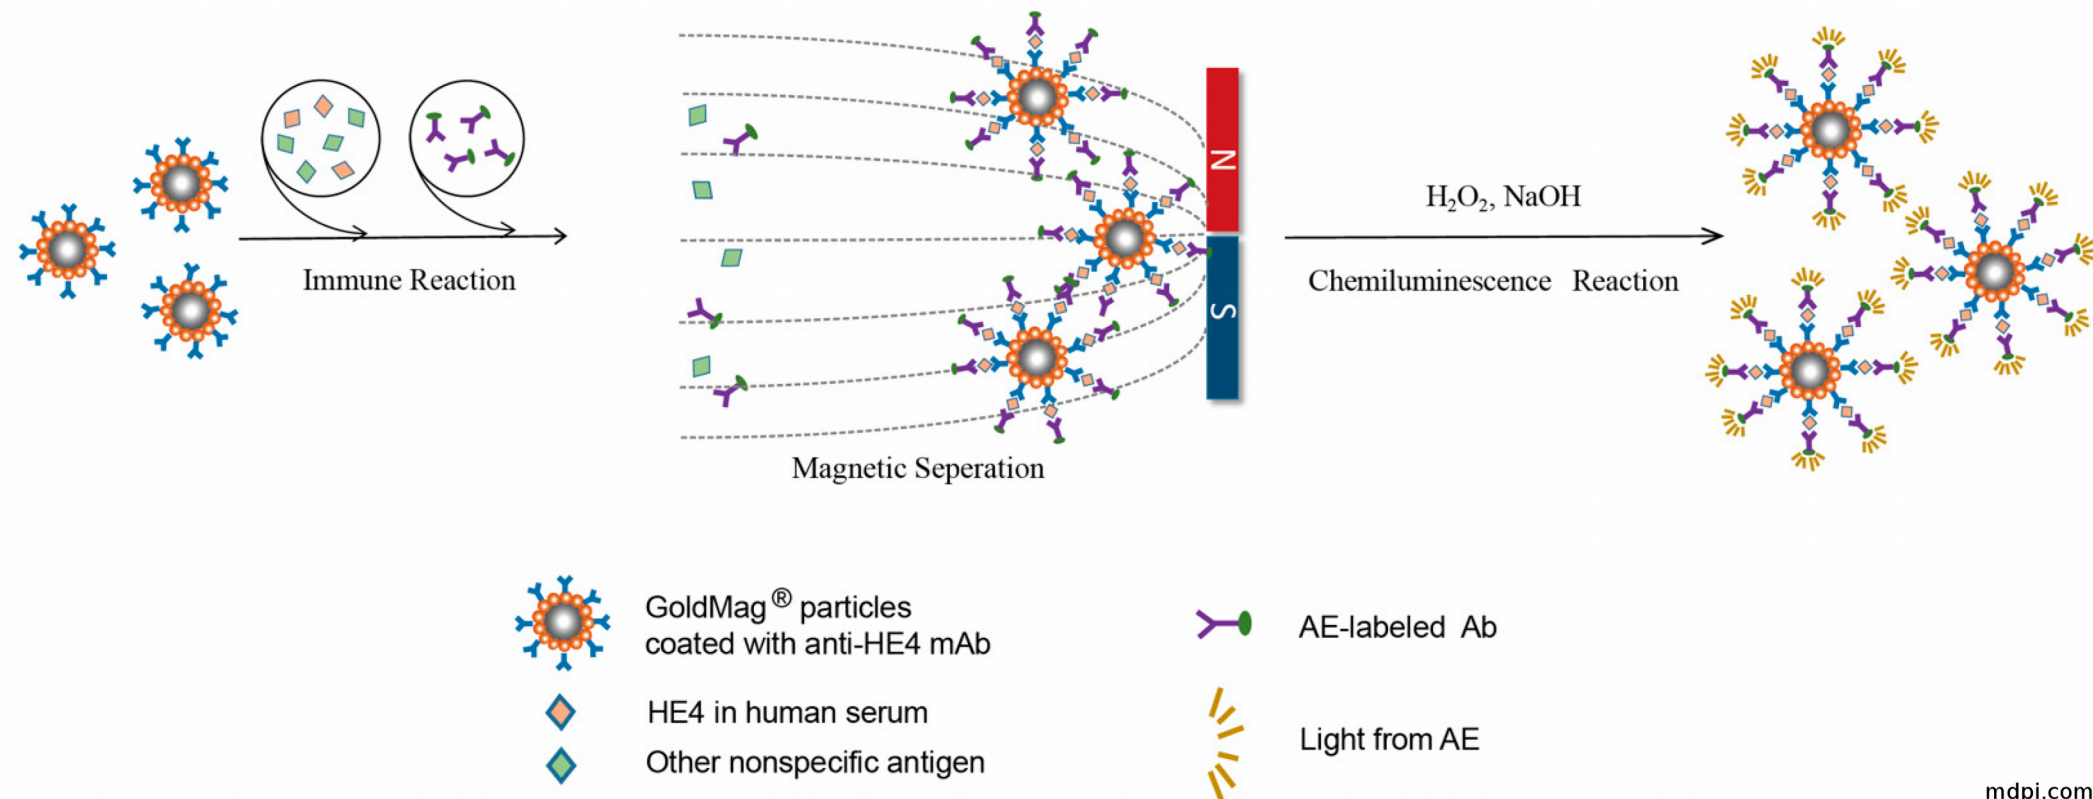 Immune Reaction
N
S
Magnetic Seperation
H₂O₂, NaOH
Chemiluminescence Reaction
GoldMag® particles
coated with anti-HE4 mAb
HE4 in human serum
Other nonspecific antigen
AE-labeled Ab
Light from AE
mdpi.com